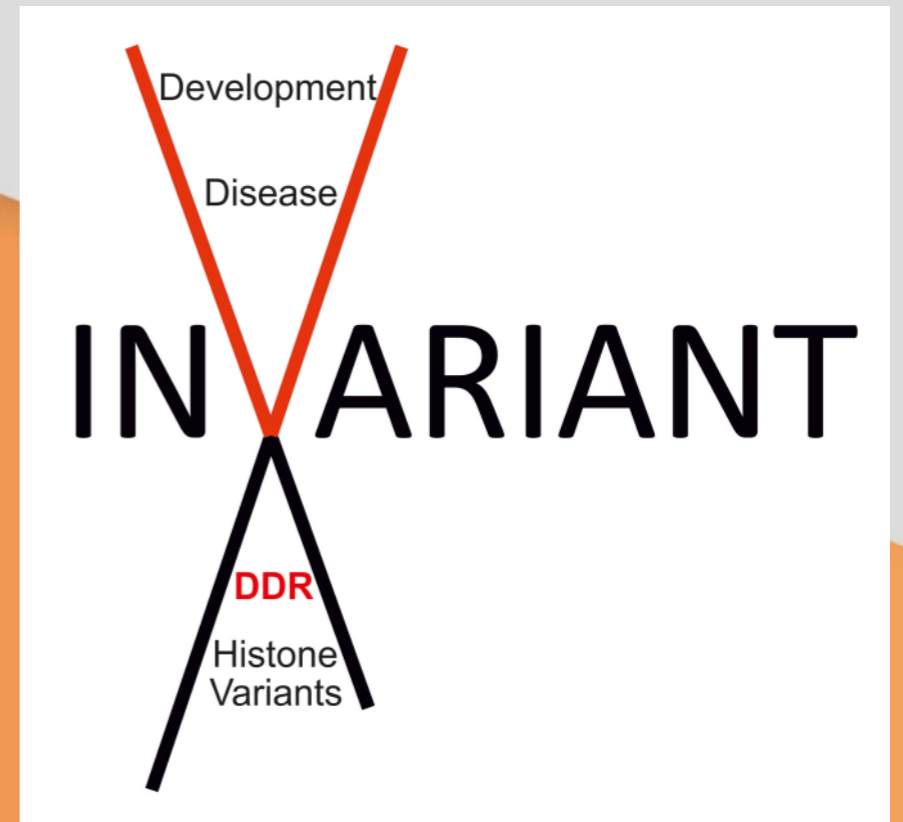 Development
Disease
INVARIANT
DDR
Histone
Variants